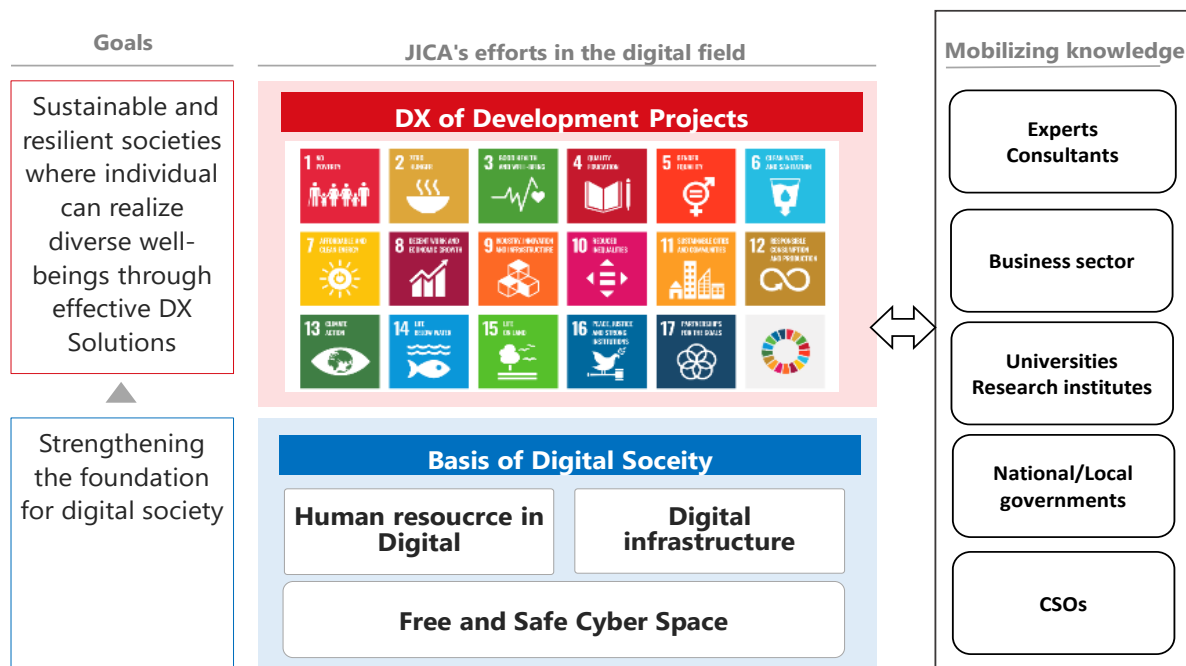 Goals
JICA's efforts in the digital field
Mobilizing knowledge
Sustainable and
resilient societies
where individual
can realize
diverse well-
beings through
effective DX
Solutions
Strengthening
the foundation
for digital society
DX of Development Projects
1 NO
POVERTY
2 ZERO
HUNGER
3 GOOD HEALTH
AND WELL-BEING
4 QUALITY
EDUCATION
5 GENDER
EQUALITY
6 CLEAN WATER
AND SANITATION
7 AFFORDABLE AND
CLEAN ENERGY
8 DECENT WORK AND
ECONOMIC GROWTH
9 INDUSTRY, INNOVATION
AND INFRASTRUCTURE
10 REDUCED
INEQUALITIES
11 SUSTAINABLE CITIES
AND COMMUNITIES
12 RESPONSIBLE
CONSUMPTION
AND PRODUCTION
13 CLIMATE
ACTION
14 LIFE
BELOW WATER
15 LIFE
ON LAND
16 PEACE, JUSTICE
AND STRONG
INSTITUTIONS
17 PARTNERSHIPS
FOR THE GOALS
Basis of Digital Soceity
Human resoucrce in
Digital
Digital
infrastructure
Free and Safe Cyber Space
Experts
Consultants
Business sector
Universities
Research institutes
National/Local
governments
CSOs